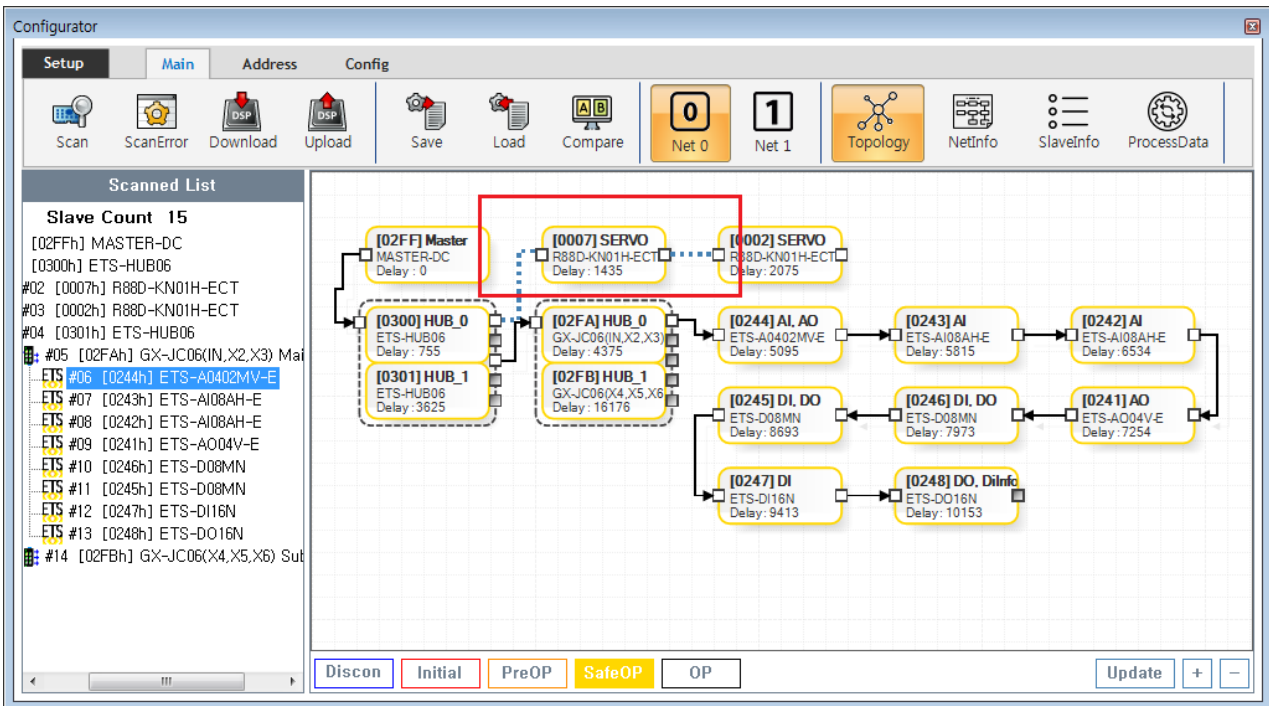 Configurator
Setup Main Address Config
Scan ScanError Download Upload Save Load Compare Net 0 Net 1 Topology NetInfo SlaveInfo ProcessData
DSP DSP A B 0 1
Scanned List
Slave Count 15
[02FFh] MASTER-DC
[0300h] ETS-HUB06
#02 [0007h] R88D-KN01H-ECT
#03 [0002h] R88D-KN01H-ECT
#04 [0301h] ETS-HUB06
#05 [02FAh] GX-JC06(IN,X2,X3) Mai
ETS #06 [0244h] ETS-A0402MV-E
ETS #07 [0243h] ETS-AI08AH-E
ETS #08 [0242h] ETS-AI08AH-E
ETS #09 [0241h] ETS-AO04V-E
ETS #10 [0246h] ETS-D08MN
ETS #11 [0245h] ETS-D08MN
ETS #12 [0247h] ETS-DI16N
ETS #13 [0248h] ETS-DO16N
#14 [02FBh] GX-JC06(X4,X5,X6) Sub
[02FF] Master
MASTER-DC
Delay : 0
[0007] SERVO
R88D-KN01H-ECT
Delay : 1435
[0002] SERVO
R88D-KN01H-ECT
Delay : 2075
[0300] HUB_0
ETS-HUB06
Delay : 755
[0301] HUB_1
ETS-HUB06
Delay : 3625
[02FA] HUB_0
GX-JC06(IN,X2,X3)
Delay : 4375
[02FB] HUB_1
GX-JC06(X4,X5,X6
Delay : 16176
[0244] AI, AO
ETS-A0402MV-E
Delay : 5095
[0243] AI
ETS-AI08AH-E
Delay : 5815
[0242] AI
ETS-AI08AH-E
Delay : 6534
[0245] DI, DO
ETS-D08MN
Delay : 8693
[0246] DI, DO
ETS-D08MN
Delay : 7973
[0241] AO
ETS-AO04V-E
Delay : 7254
[0247] DI
ETS-DI16N
Delay : 9413
[0248] DO, DiInfo
ETS-DO16N
Delay : 10153
Discon Initial PreOP SafeOP OP Update + −